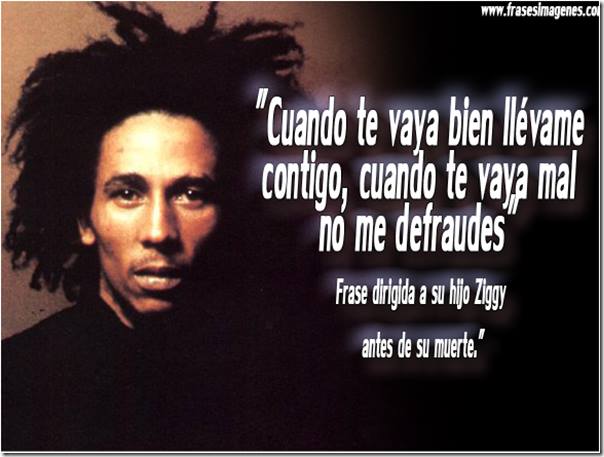 www.frasesimagenes.co
"Cuando te vaya bien llévame
contigo, cuando te vaya mal
no me defraudes"
Frase dirigida a su hijo Ziggy
antes de su muerte."